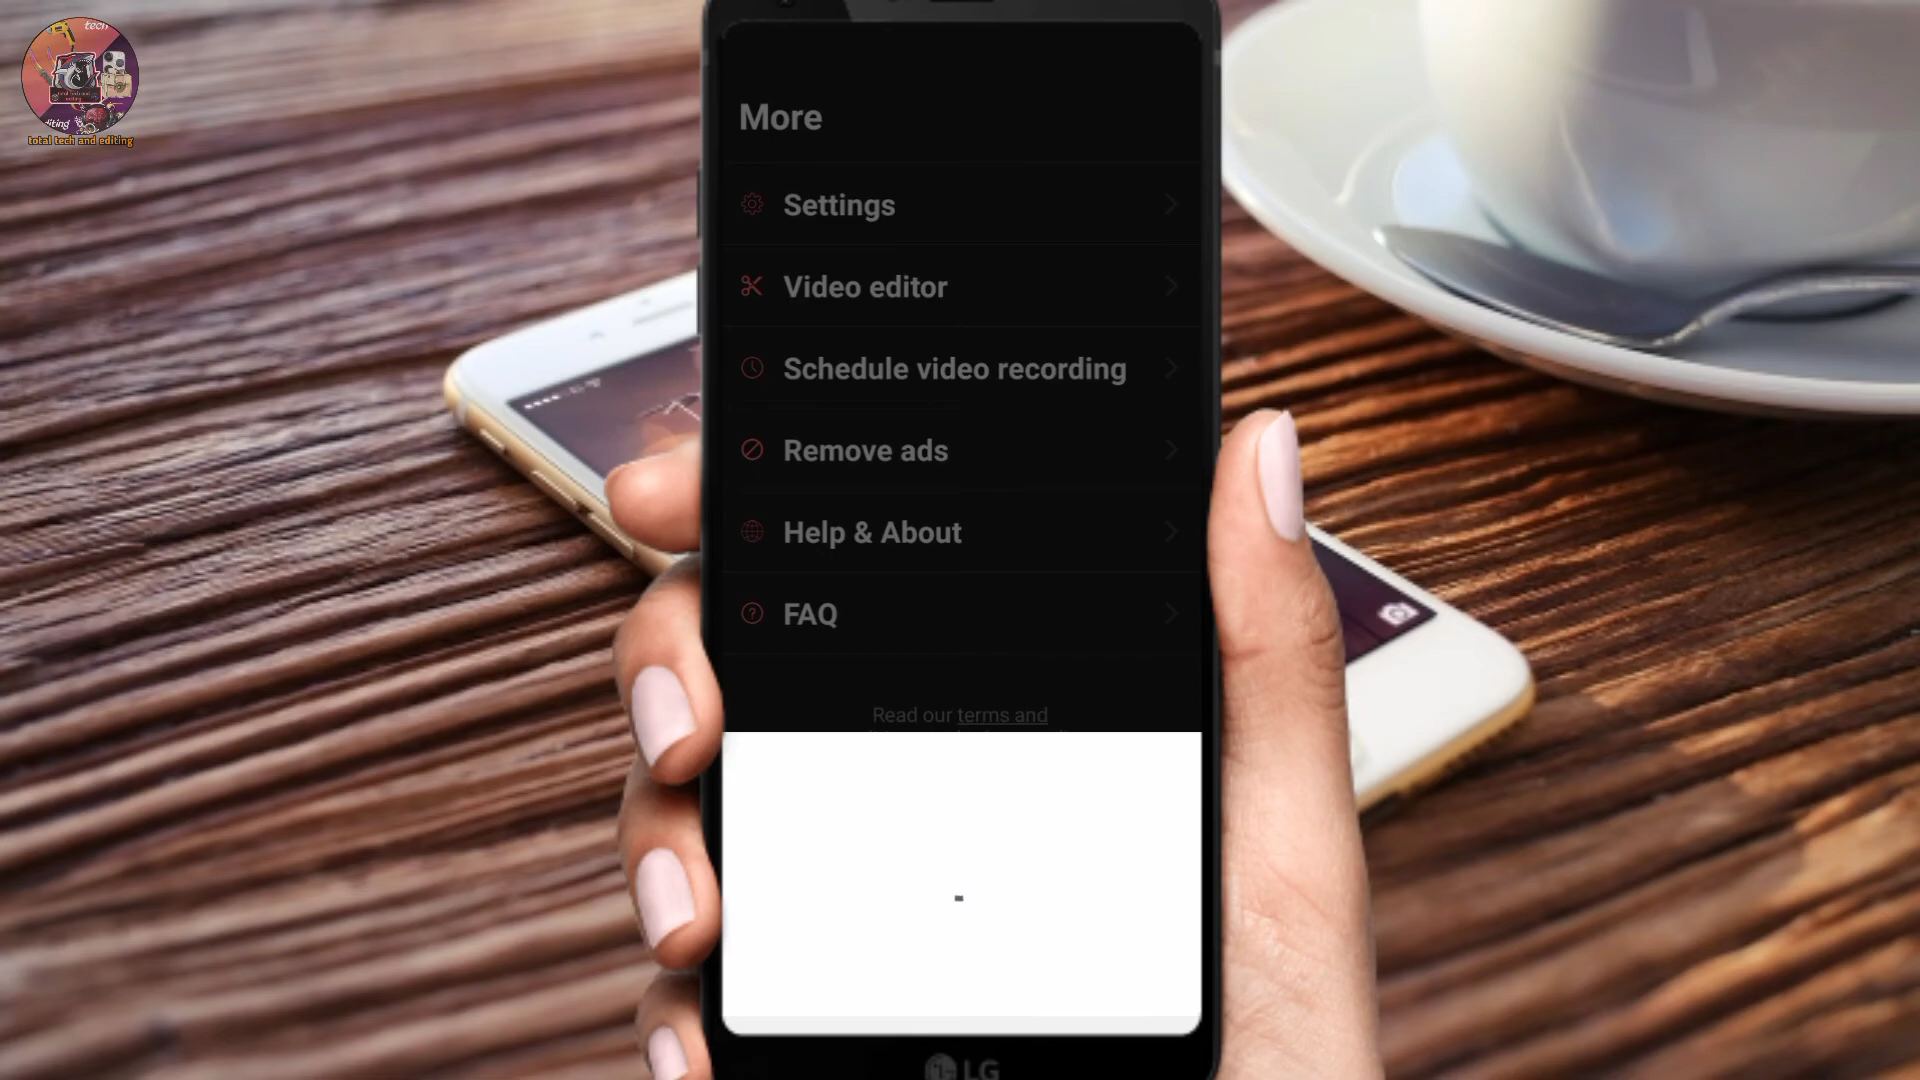 tech
total tech and editing
More
Settings
Video editor
Schedule video recording
Remove ads
Help & About
FAQ
Read our terms and
LG